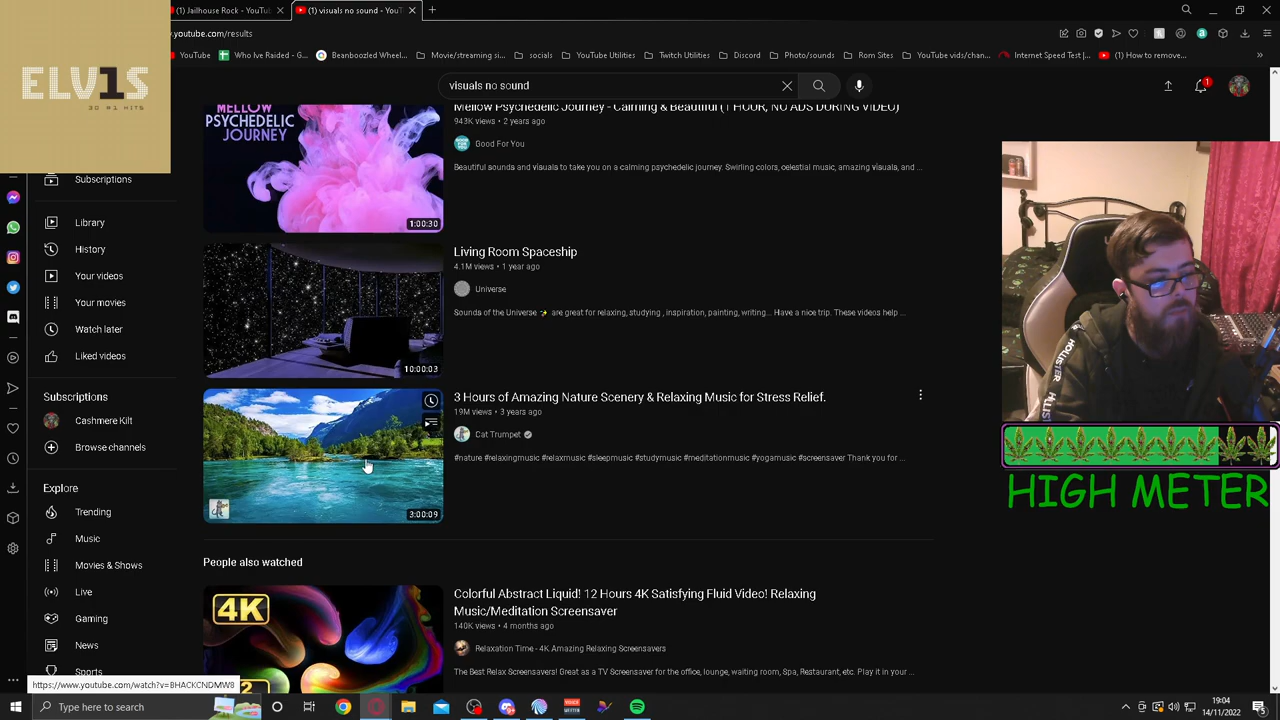 (1) Jailhouse Rock - YouTu
(1) visuals no sound - YouT
youtube.com/results
YouTube
Who Ive Raided - G...
Beanboozled Wheel...
Movie/streaming si...
socials
YouTube Utilities
Twitch Utilities
Discord
Photo/sounds
Rom Sites
YouTube vids/chan...
Internet Speed Test |...
(1) How to remove...
ELV1S
30 #1 HITS
visuals no sound
1
Subscriptions
Library
History
Your videos
Your movies
Watch later
Liked videos
Subscriptions
Cashmere Kilt
Browse channels
Explore
Trending
Music
Movies & Shows
Live
Gaming
News
Sports
MELLOW
PSYCHEDELIC
JOURNEY
1:00:30
Mellow Psychedelic Journey - Calming & Beautiful (1 HOUR, NO ADS DURING VIDEO)
943K views • 2 years ago
Good For You
Beautiful sounds and visuals to take you on a calming psychedelic journey. Swirling colors, celestial music, amazing visuals, and ...
10:00:03
Living Room Spaceship
4.1M views • 1 year ago
Universe
Sounds of the Universe ✨ are great for relaxing, studying , inspiration, painting, writing... Have a nice trip. These videos help ...
3:00:09
3 Hours of Amazing Nature Scenery & Relaxing Music for Stress Relief.
19M views • 3 years ago
Cat Trumpet
#nature #relaxingmusic #relaxmusic #sleepmusic #studymusic #meditationmusic #yogamusic #screensaver Thank you for ...
People also watched
4K
Colorful Abstract Liquid! 12 Hours 4K Satisfying Fluid Video! Relaxing
Music/Meditation Screensaver
140K views • 4 months ago
Relaxation Time - 4K Amazing Relaxing Screensavers
The Best Relax Screensavers! Great as a TV Screensaver for the office, lounge, waiting room, Spa, Restaurant, etc. Play it in your ...
HOLLISTER
HIGH METER
https://www.youtube.com/watch?v=BHACKCNDMW8
Type here to search
19:04
14/11/2022